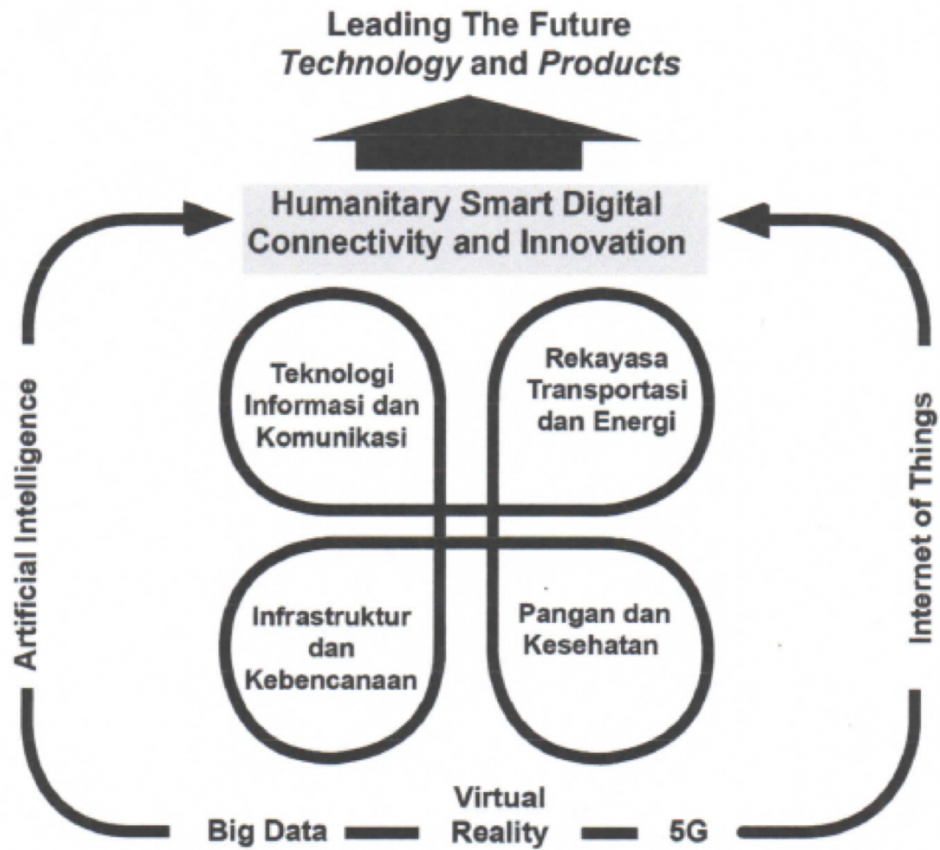 Leading The Future
Technology and Products
Humanitary Smart Digital
Connectivity and Innovation
Teknologi
Informasi dan
Komunikasi
Rekayasa
Transportasi
dan Energi
Artificial Intelligence
Internet of Things
Infrastruktur
dan
Kebencanaan
Pangan dan
Kesehatan
Big Data
Virtual
Reality
5G